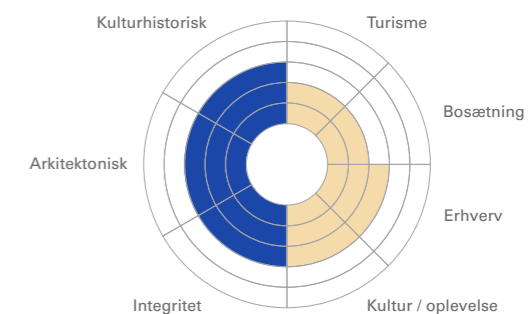 Kulturhistorisk
Turisme
Bosætning
Arkitektonisk
Erhverv
Integritet
Kultur / oplevelse